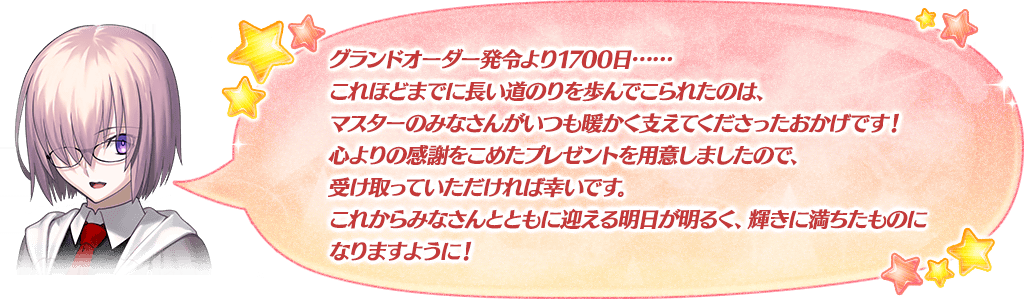 グランドオーダー発令より1700日……
これほどまでに長い道のりを歩んでこられたのは、
マスターのみなさんがいつも暖かく支えてくださったおかげです！
心よりの感謝をこめたプレゼントを用意しましたので、
受け取っていただければ幸いです。
これからみなさんとともに迎える明日が明るく、輝きに満ちたものに
なりますように！